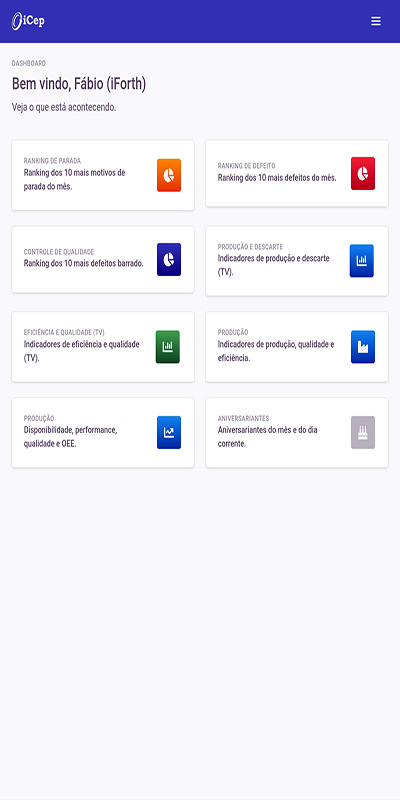 iCep
DASHBOARD
Bem vindo, Fábio (iForth)
Veja o que está acontecendo.
RANKING DE PARADA
Ranking dos 10 mais motivos de
parada do mês.
RANKING DE DEFEITO
Ranking dos 10 mais defeitos do mês.
CONTROLE DE QUALIDADE
Ranking dos 10 mais defeitos barrado.
PRODUÇÃO E DESCARTE
Indicadores de produção e descarte
(TV).
EFICIÊNCIA E QUALIDADE (TV)
Indicadores de eficiência e qualidade
(TV).
PRODUÇÃO
Indicadores de produção, qualidade e
eficiência.
PRODUÇÃO
Disponibilidade, performance,
qualidade e OEE.
ANIVERSARIANTES
Aniversariantes do mês e do dia
corrente.